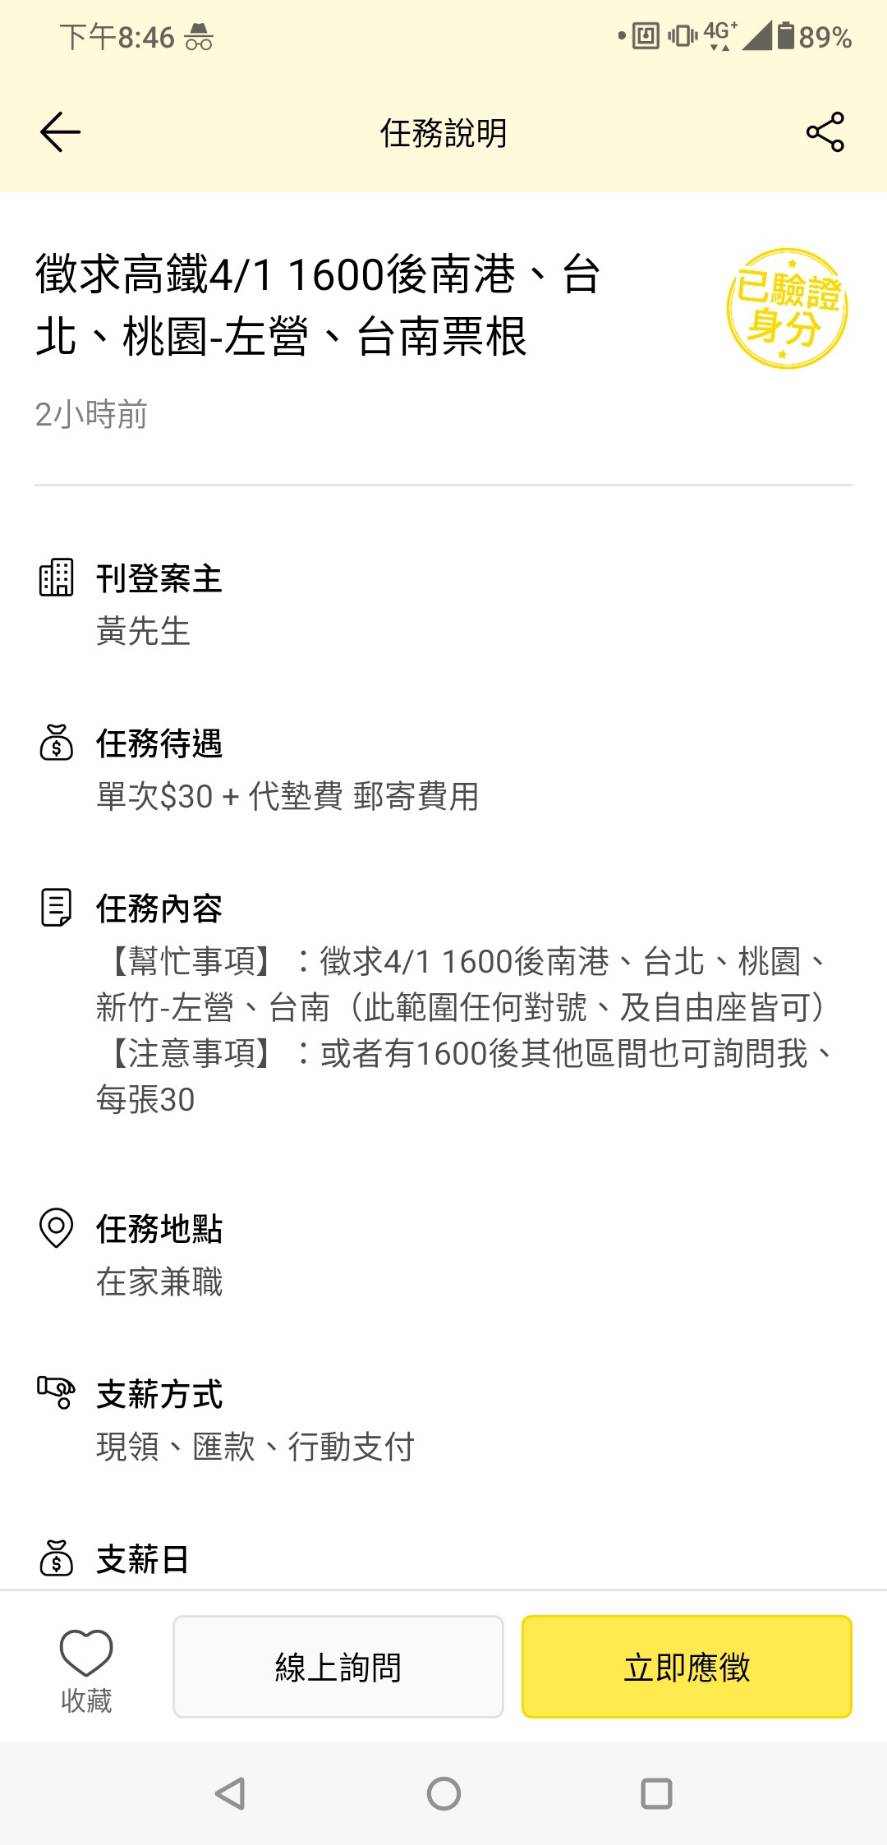 下午8:46
4G+
89%
任務說明
徵求高鐵4/1 1600後南港、台
北、桃園-左營、台南票根
已驗證
身分
2小時前
刊登案主
黃先生
任務待遇
單次$30 + 代墊費 郵寄費用
任務內容
【幫忙事項】：徵求4/1 1600後南港、台北、桃園、
新竹-左營、台南（此範圍任何對號、及自由座皆可）
【注意事項】：或者有1600後其他區間也可詢問我、
每張30
任務地點
在家兼職
支薪方式
現領、匯款、行動支付
支薪日
收藏
線上詢問
立即應徵